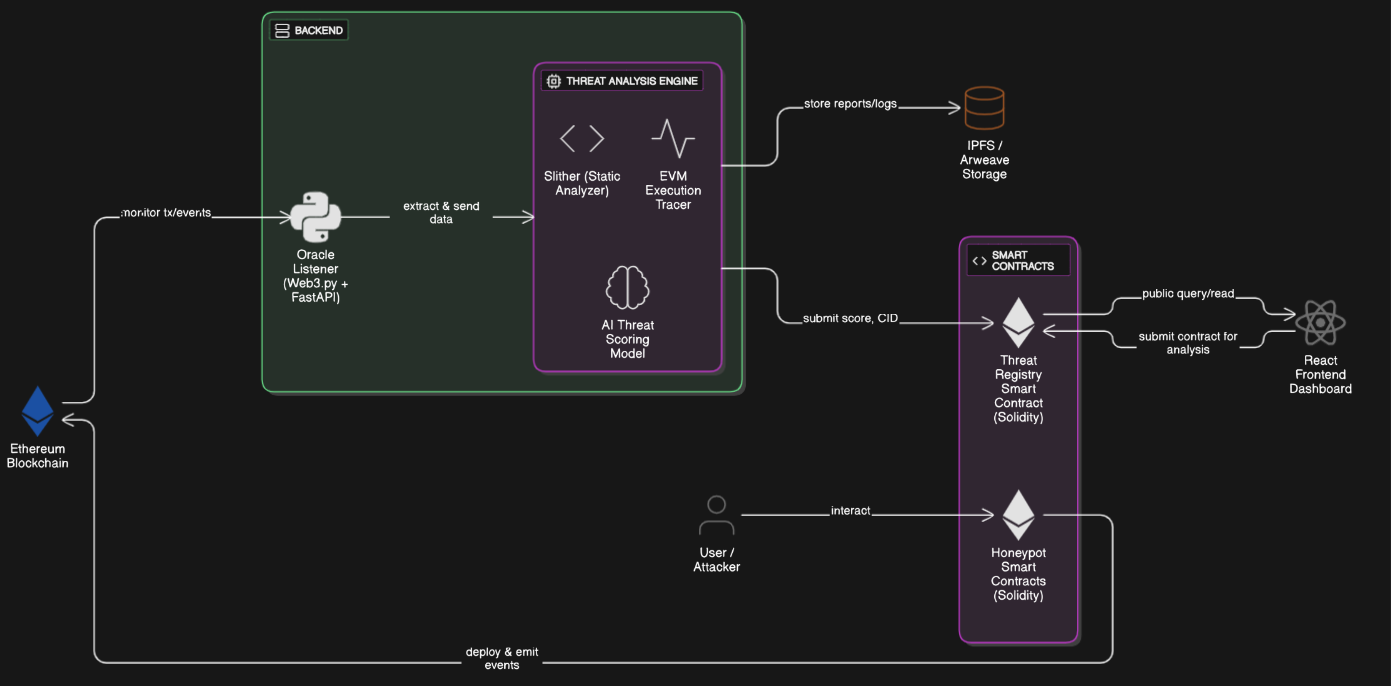 BACKEND
THREAT ANALYSIS ENGINE
Slither (Static
Analyzer)
EVM
Execution
Tracer
AI Threat
Scoring
Model
store reports/logs
IPFS /
Arweave
Storage
monitor tx/events
Oracle
Listener
(Web3.py +
FastAPI)
extract & send
data
submit score, CID
SMART
CONTRACTS
Threat
Registry
Smart
Contract
(Solidity)
public query/read
submit contract for
analysis
React
Frontend
Dashboard
Ethereum
Blockchain
User /
Attacker
interact
Honeypot
Smart
Contracts
(Solidity)
deploy & emit
events